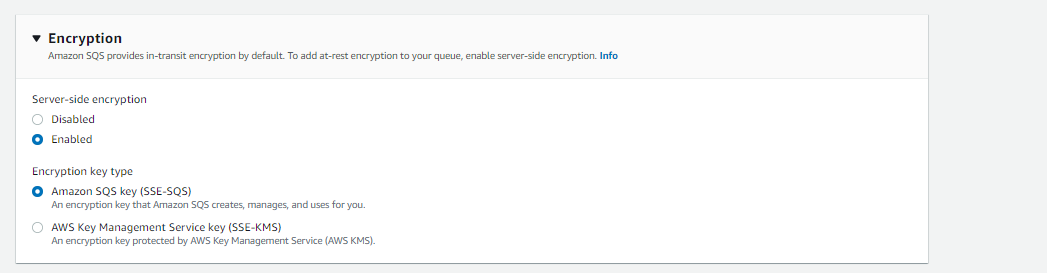 Encryption
Amazon SQS provides in-transit encryption by default. To add at-rest encryption to your queue, enable server-side encryption. Info
Server-side encryption
Disabled
Enabled
Encryption key type
Amazon SQS key (SSE-SQS)
An encryption key that Amazon SQS creates, manages, and uses for you.
AWS Key Management Service key (SSE-KMS)
An encryption key protected by AWS Key Management Service (AWS KMS).